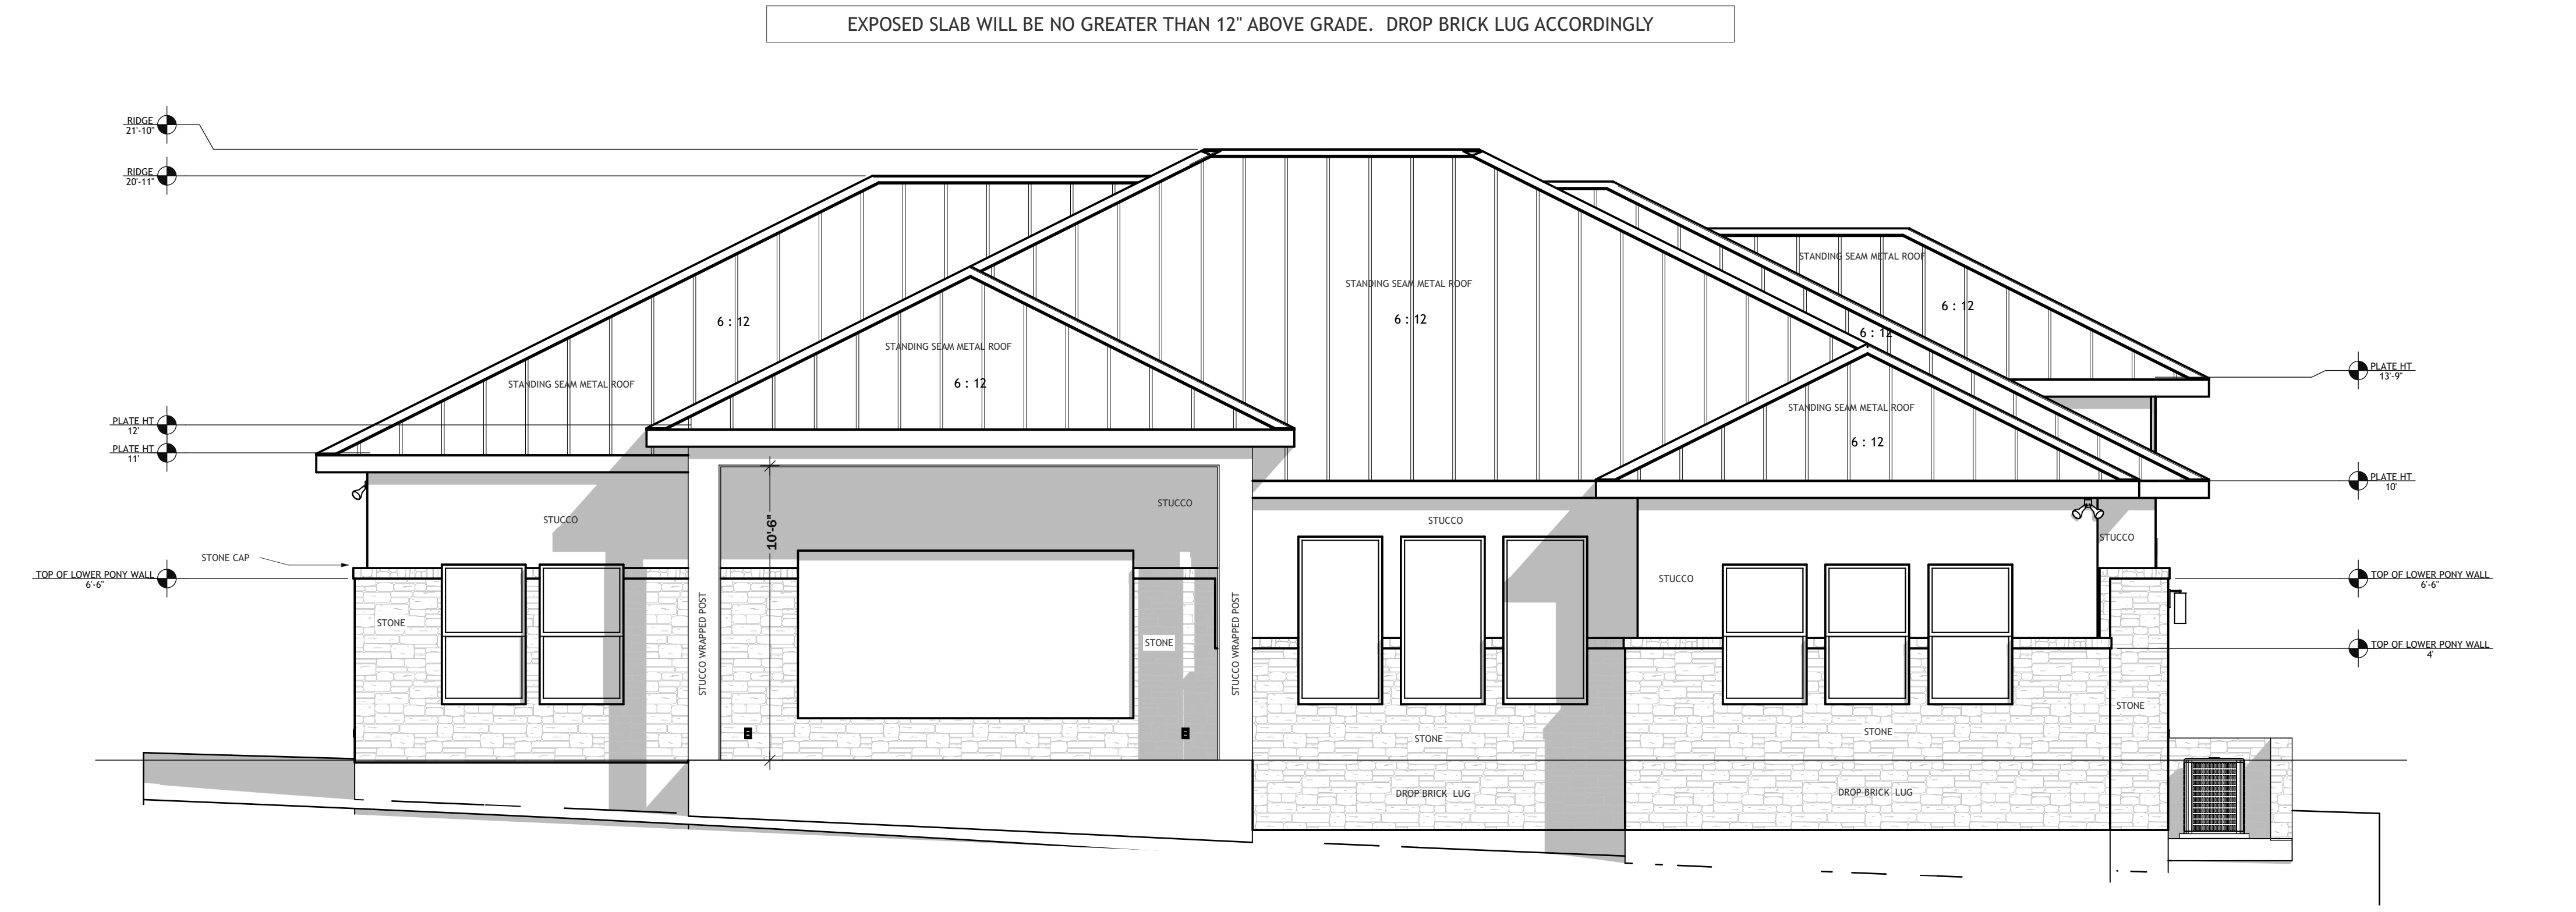 EXPOSED SLAB WILL BE NO GREATER THAN 12" ABOVE GRADE.  DROP BRICK LUG ACCORDINGLY
RIDGE
21'-10"
RIDGE
20'-11"
STANDING SEAM METAL ROOF
6 : 12
STANDING SEAM METAL ROOF
6 : 12
6 : 12
STANDING SEAM METAL ROOF
6 : 12
6 : 12
STANDING SEAM METAL ROOF
STANDING SEAM METAL ROOF
6 : 12
PLATE HT
13'-9"
PLATE HT
12'
PLATE HT
11'
PLATE HT
10'
STUCCO
STUCCO
STUCCO
STUCCO
STUCCO
10'-6"
STONE CAP
TOP OF LOWER PONY WALL
6'-6"
TOP OF LOWER PONY WALL
6'-6"
TOP OF LOWER PONY WALL
4'
STONE
STUCCO WRAPPED POST
STONE
STUCCO WRAPPED POST
STONE
STONE
STONE
DROP BRICK  LUG
DROP BRICK  LUG